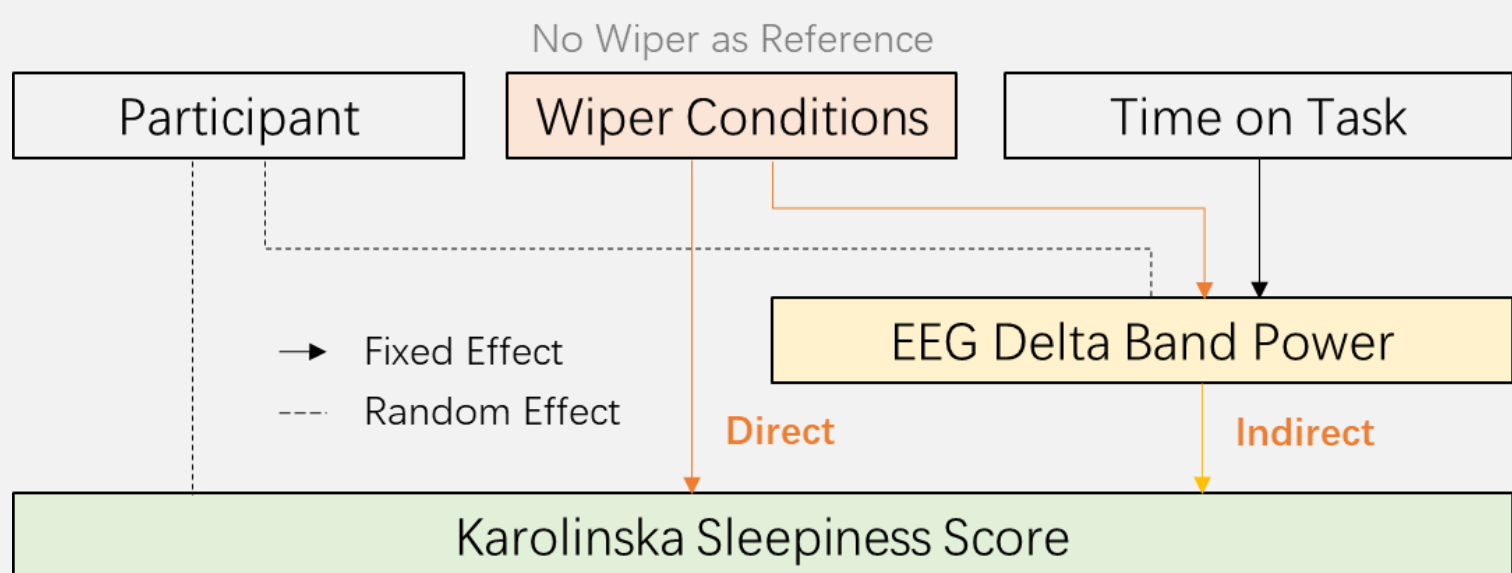 No Wiper as Reference
Participant
Wiper Conditions
Time on Task
EEG Delta Band Power
Fixed Effect
Random Effect
Direct
Indirect
Karolinska Sleepiness Score